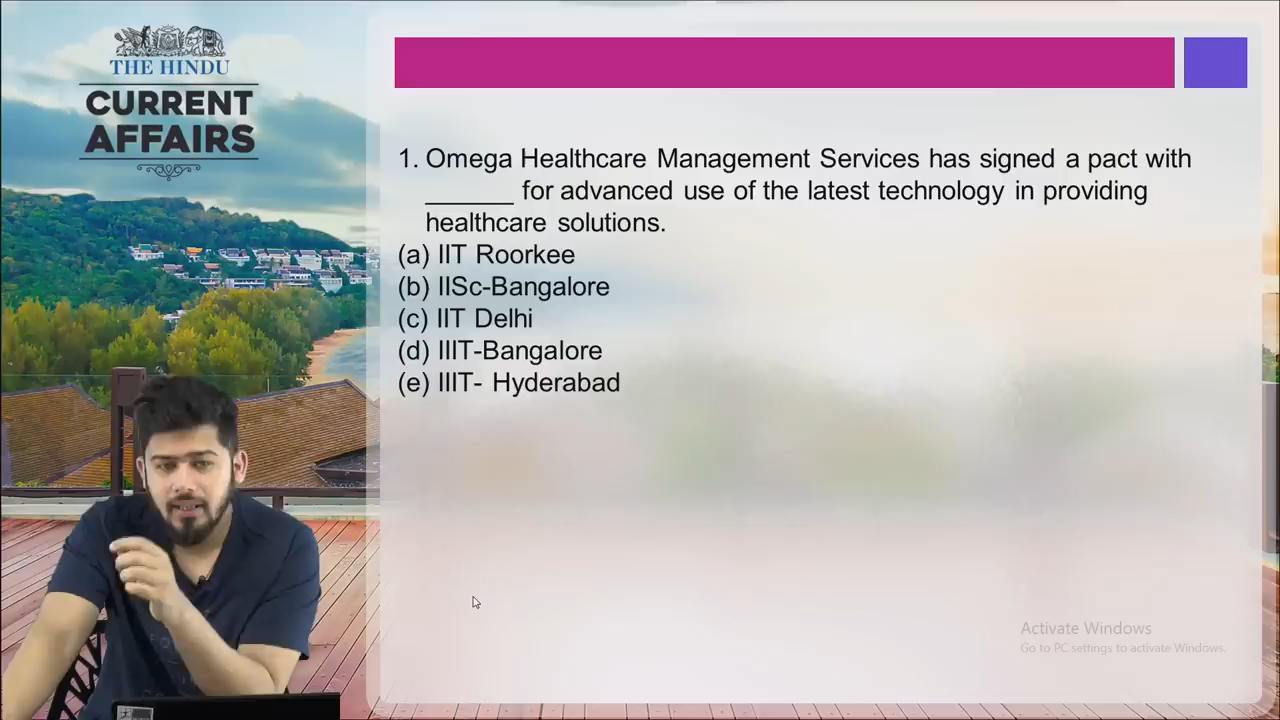 THE HINDU
CURRENT
AFFAIRS
1. Omega Healthcare Management Services has signed a pact with
______ for advanced use of the latest technology in providing
healthcare solutions.
(a) IIT Roorkee
(b) IISc-Bangalore
(c) IIT Delhi
(d) IIIT-Bangalore
(e) IIIT- Hyderabad
Activate Windows
Go to PC settings to activate Windows.